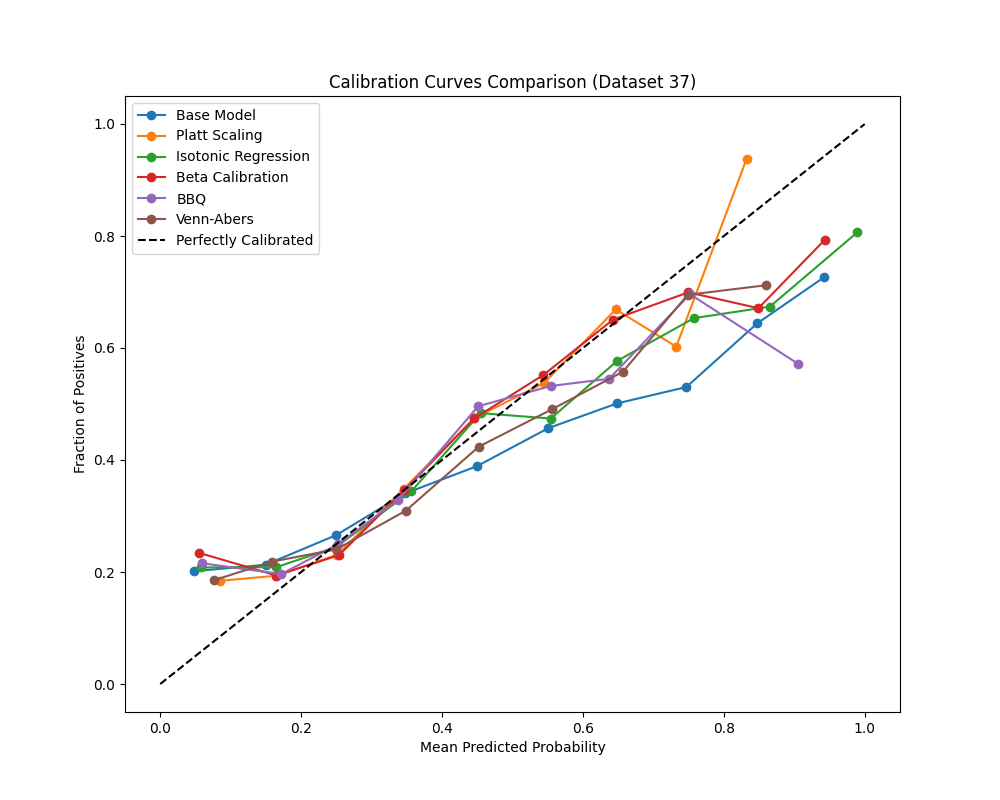 Calibration Curves Comparison (Dataset 37)
Base Model
Platt Scaling
Isotonic Regression
Beta Calibration
BBQ
Venn-Abers
Perfectly Calibrated
Fraction of Positives
1.0
0.8
0.6
0.4
0.2
0.0
0.0 0.2 0.4 0.6 0.8 1.0
Mean Predicted Probability